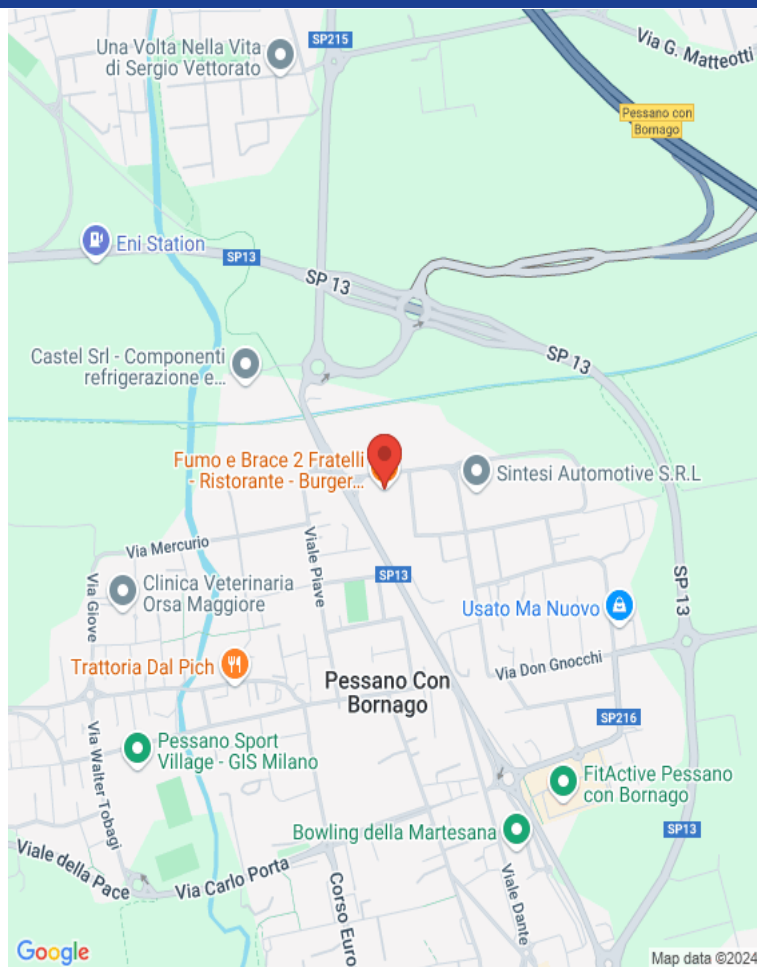 Una Volta Nella Vita
di Sergio Vettorato
SP215
Via G. Matteotti
Pessano con
Bornago
Eni Station
SP13
SP 13
SP 13
Castel Srl - Componenti
refrigerazione e...
Fumo e Brace 2 Fratelli
- Ristorante - Burger...
Sintesi Automotive S.R.L
Via Mercurio
Viale Piave
SP13
SP 13
Via Giove
Clinica Veterinaria
Orsa Maggiore
Usato Ma Nuovo
Trattoria Dal Pich
Via Don Gnocchi
Pessano Con
Bornago
SP216
Via Walter Tobagi
Pessano Sport
Village - GIS Milano
FitActive Pessano
con Bornago
Bowling della Martesana
SP13
Viale della Pace
Via Carlo Porta
Corso Euro
Viale Dante
Google
Map data ©2024